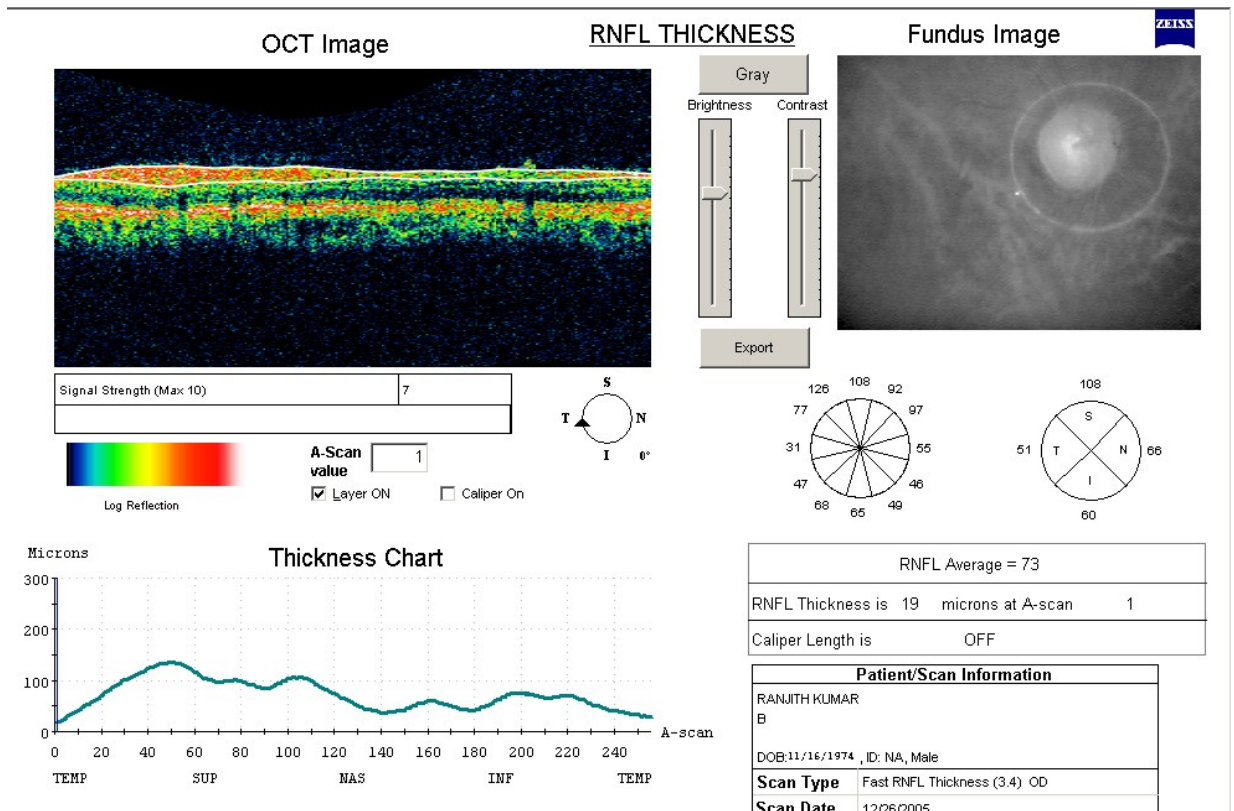 OCT Image
RNFL THICKNESS
Fundus Image
ZEISS
Gray
Brightness Contrast
Export
Signal Strength (Max 10) 7
S
T N
I 0°
A-Scan value 1
Layer ON Caliper On
Log Reflection
126 108 92
77 97
31 55
47 46
68 65 49
108
S
51 T N 66
I
60
Microns
Thickness Chart
300
200
100
0
A-scan
0 20 40 60 80 100 120 140 160 180 200 220 240
TEMP SUP NAS INF TEMP
RNFL Average = 73
RNFL Thickness is 19 microns at A-scan 1
Caliper Length is OFF
Patient/Scan Information
RANJITH KUMAR
B
DOB:11/16/1974 , ID: NA, Male
Scan Type Fast RNFL Thickness (3.4) OD
Scan Date 12/26/2005